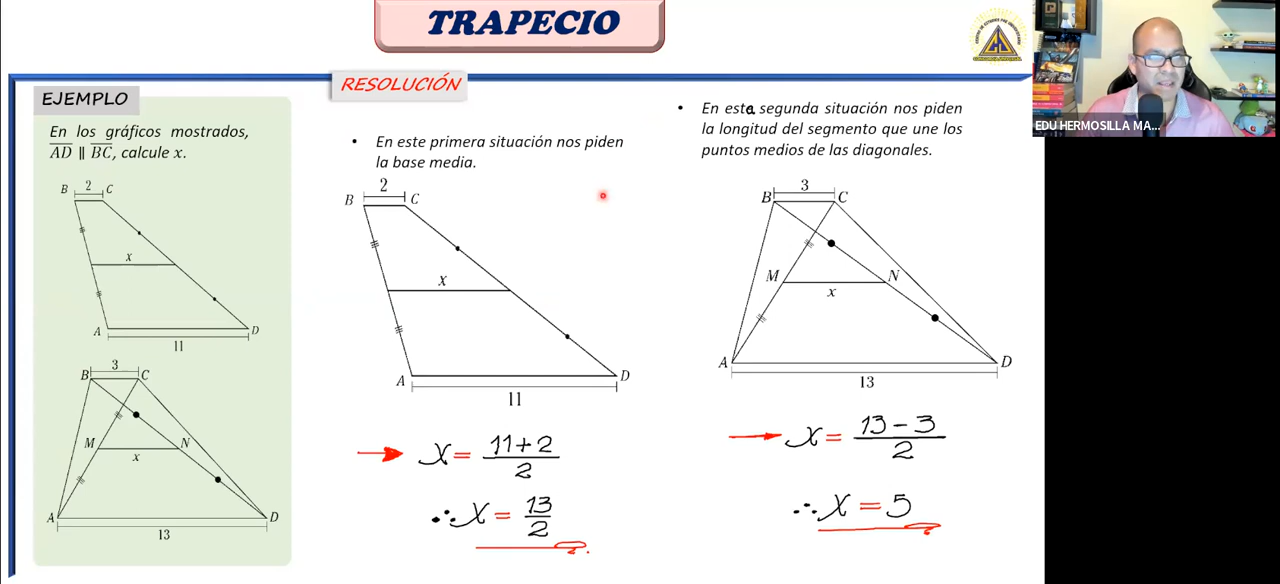 TRAPECIO
EDU HERMOSILLA MA...
RESOLUCIÓN
EJEMPLO
En los gráficos mostrados,
AD ∥ BC, calcule x.
B 2 C
x
A D
11
3
B C
M N
x
A D
13
• En este primera situación nos piden
la base media.
2
B C
x
A D
11
x = (11+2)/2
∴ x = 13/2
• En esta segunda situación nos piden
la longitud del segmento que une los
puntos medios de las diagonales.
3
B C
M N
x
A D
13
x = (13-3)/2
∴ x = 5